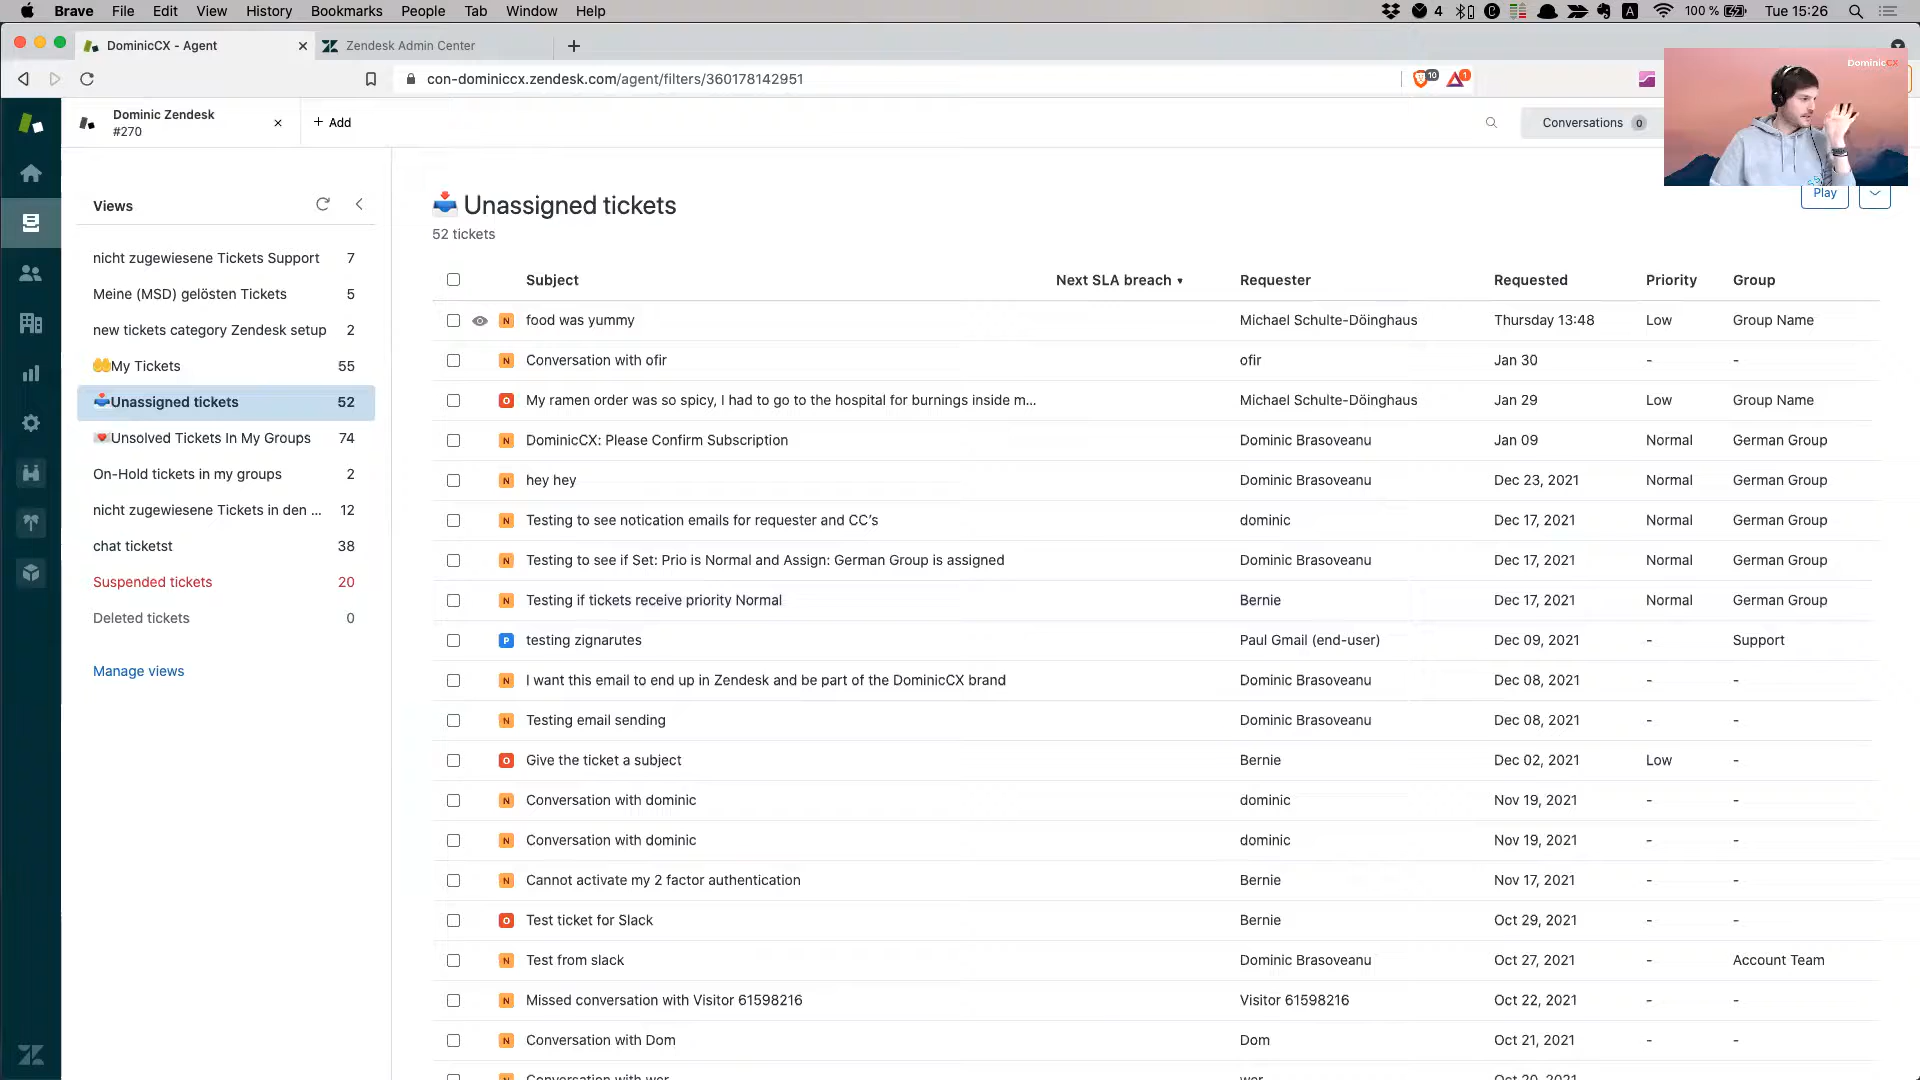 Brave File Edit View History Bookmarks People Tab Window Help 4 100 % Tue 15:26
DominicCX - Agent Zendesk Admin Center
con-dominiccx.zendesk.com/agent/filters/360178142951 10 1
Dominic Zendesk
#270
+ Add
Conversations 0
DominicCX
Play
Views
nicht zugewiesene Tickets Support 7
Meine (MSD) gelösten Tickets 5
new tickets category Zendesk setup 2
My Tickets 55
Unassigned tickets 52
Unsolved Tickets In My Groups 74
On-Hold tickets in my groups 2
nicht zugewiesene Tickets in den ... 12
chat ticketst 38
Suspended tickets 20
Deleted tickets 0
Manage views
Unassigned tickets
52 tickets
Subject Next SLA breach ▾ Requester Requested Priority Group
N food was yummy Michael Schulte-Döinghaus Thursday 13:48 Low Group Name
N Conversation with ofir ofir Jan 30 - -
O My ramen order was so spicy, I had to go to the hospital for burnings inside m... Michael Schulte-Döinghaus Jan 29 Low Group Name
N DominicCX: Please Confirm Subscription Dominic Brasoveanu Jan 09 Normal German Group
N hey hey Dominic Brasoveanu Dec 23, 2021 Normal German Group
N Testing to see notication emails for requester and CC's dominic Dec 17, 2021 Normal German Group
N Testing to see if Set: Prio is Normal and Assign: German Group is assigned Dominic Brasoveanu Dec 17, 2021 Normal German Group
N Testing if tickets receive priority Normal Bernie Dec 17, 2021 Normal German Group
P testing zignarutes Paul Gmail (end-user) Dec 09, 2021 - Support
N I want this email to end up in Zendesk and be part of the DominicCX brand Dominic Brasoveanu Dec 08, 2021 - -
N Testing email sending Dominic Brasoveanu Dec 08, 2021 - -
O Give the ticket a subject Bernie Dec 02, 2021 Low -
N Conversation with dominic dominic Nov 19, 2021 - -
N Conversation with dominic dominic Nov 19, 2021 - -
N Cannot activate my 2 factor authentication Bernie Nov 17, 2021 - -
O Test ticket for Slack Bernie Oct 29, 2021 - -
N Test from slack Dominic Brasoveanu Oct 27, 2021 - Account Team
N Missed conversation with Visitor 61598216 Visitor 61598216 Oct 22, 2021 - -
N Conversation with Dom Dom Oct 21, 2021 - -
Conversation with wer wer Oct 20, 2021